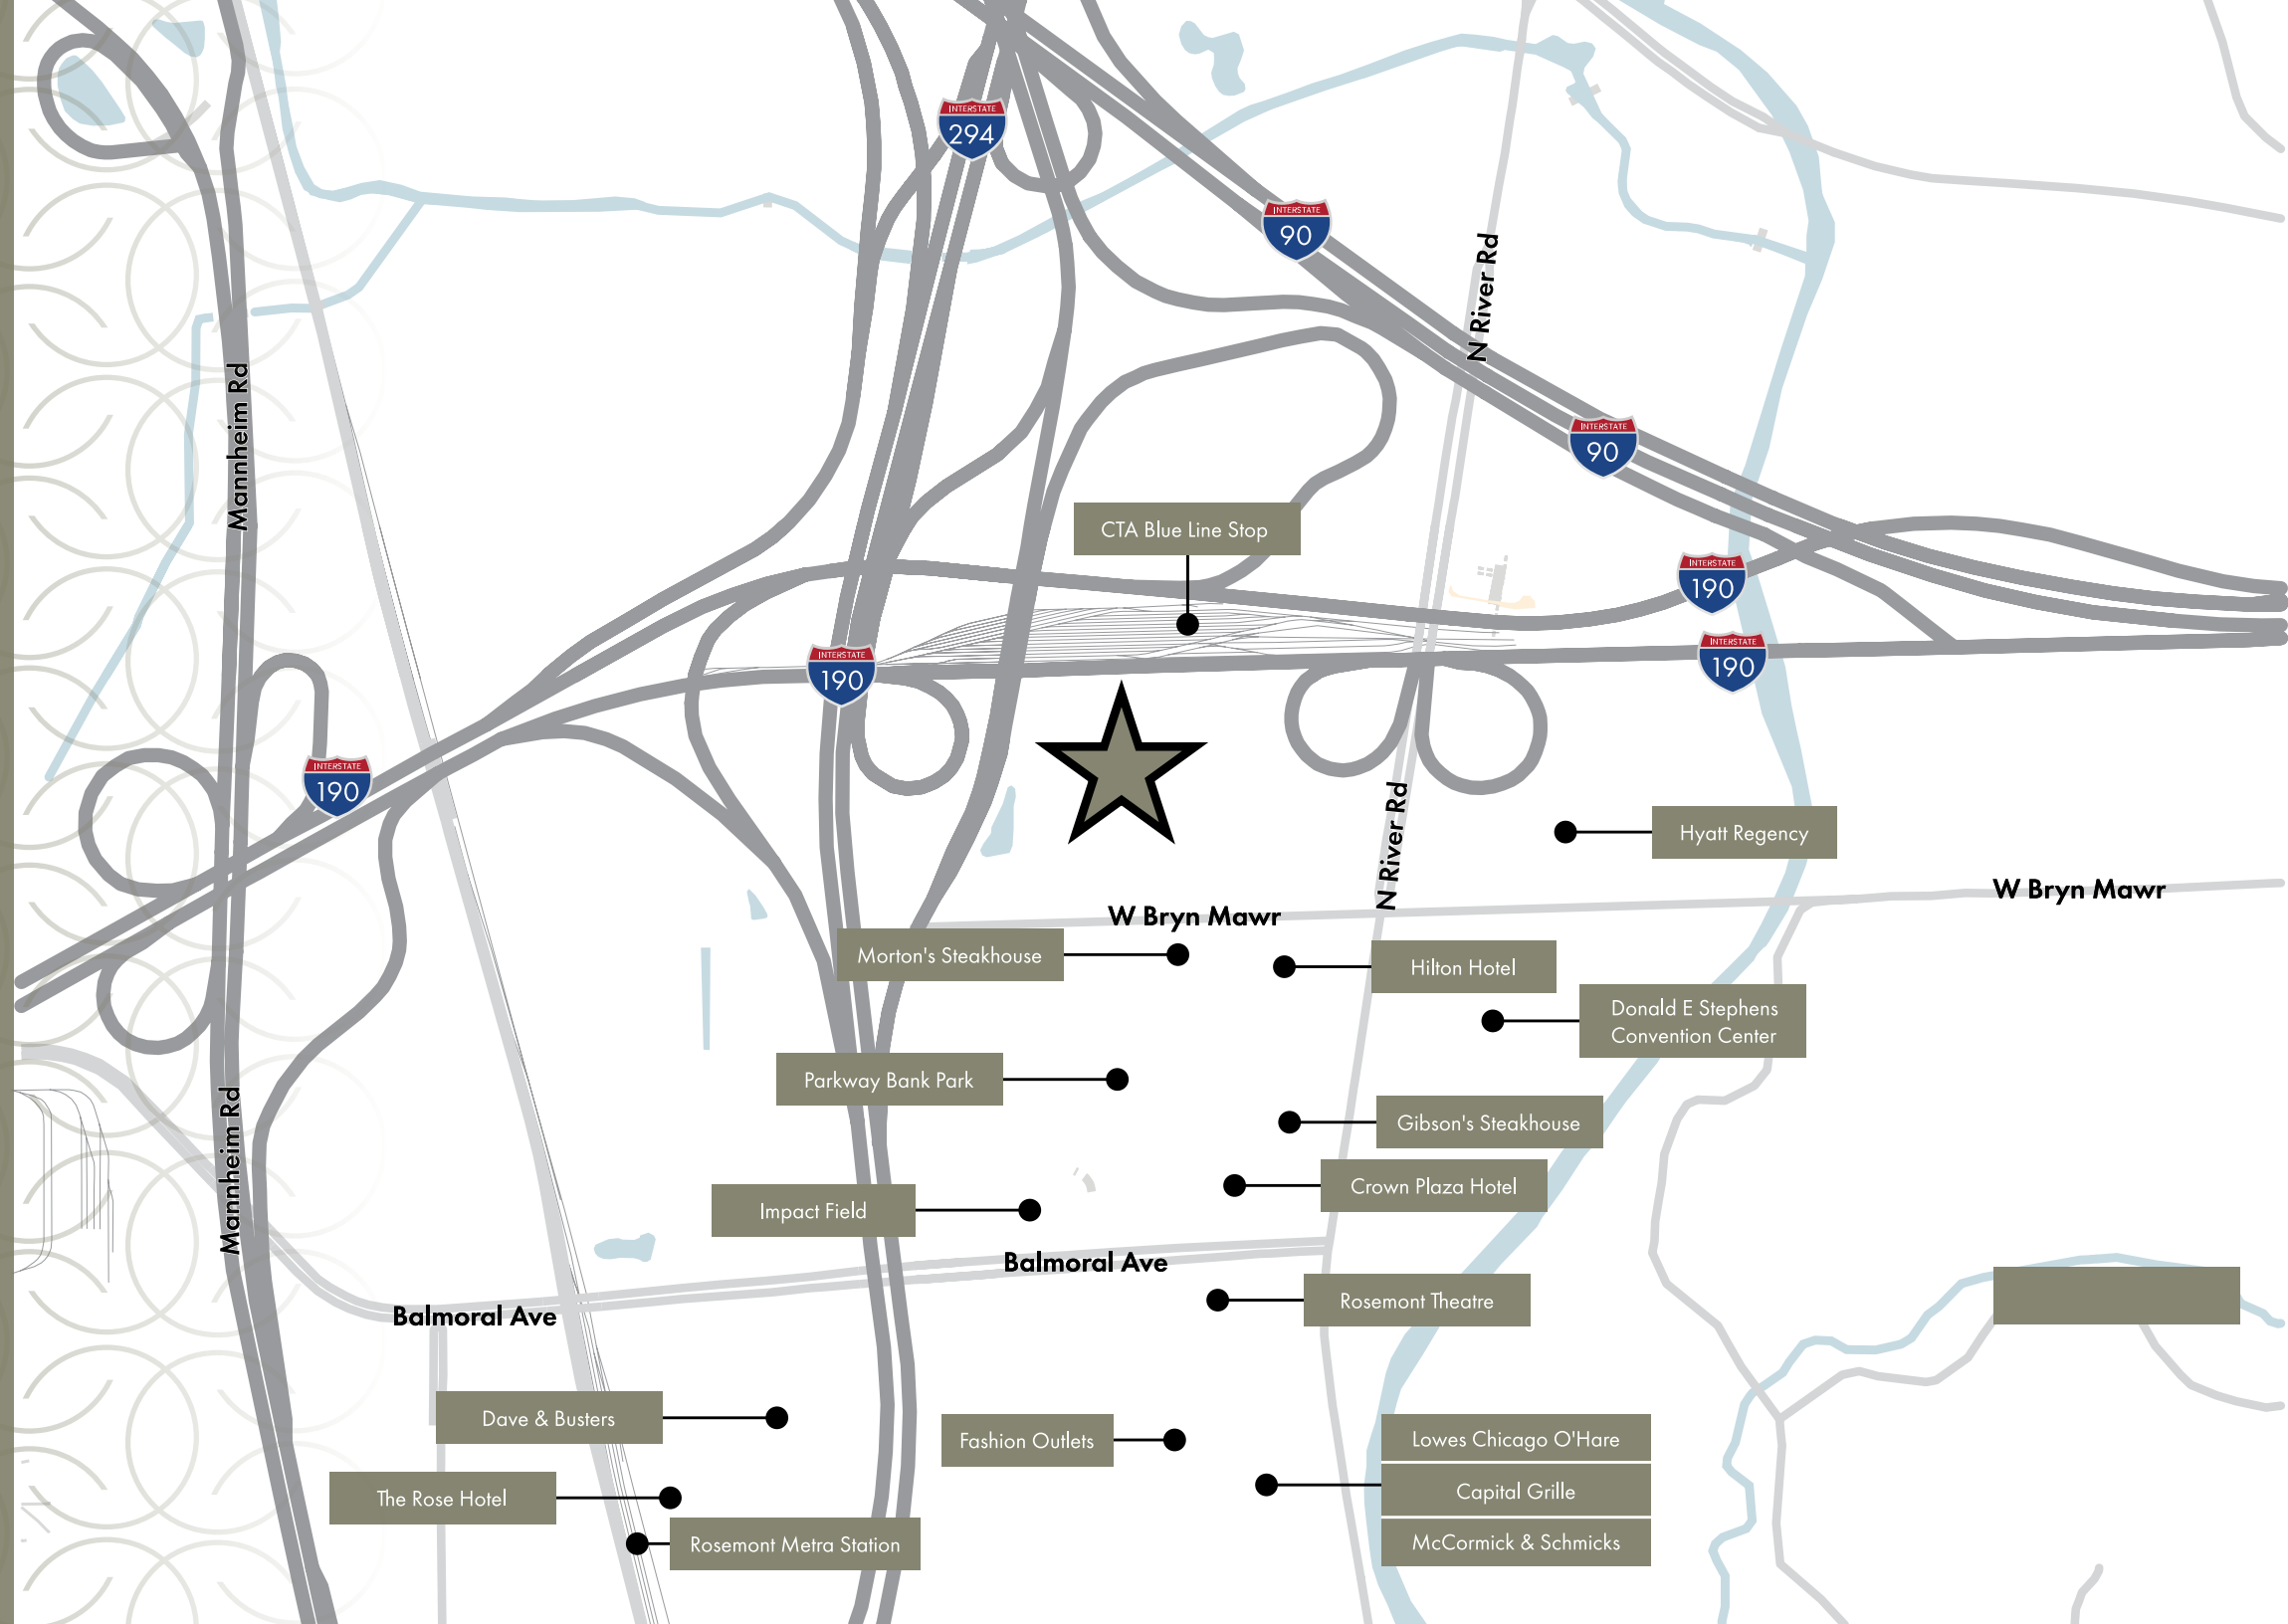 INTERSTATE
294
INTERSTATE
90
N River Rd
Mannheim Rd
INTERSTATE
90
CTA Blue Line Stop
INTERSTATE
190
INTERSTATE
190
INTERSTATE
190
INTERSTATE
190
N River Rd
Hyatt Regency
W Bryn Mawr
W Bryn Mawr
Morton's Steakhouse
Hilton Hotel
Donald E Stephens
Convention Center
Parkway Bank Park
Gibson's Steakhouse
Mannheim Rd
Crown Plaza Hotel
Impact Field
Balmoral Ave
Rosemont Theatre
Balmoral Ave
Dave & Busters
Fashion Outlets
Lowes Chicago O'Hare
Capital Grille
The Rose Hotel
McCormick & Schmicks
Rosemont Metra Station